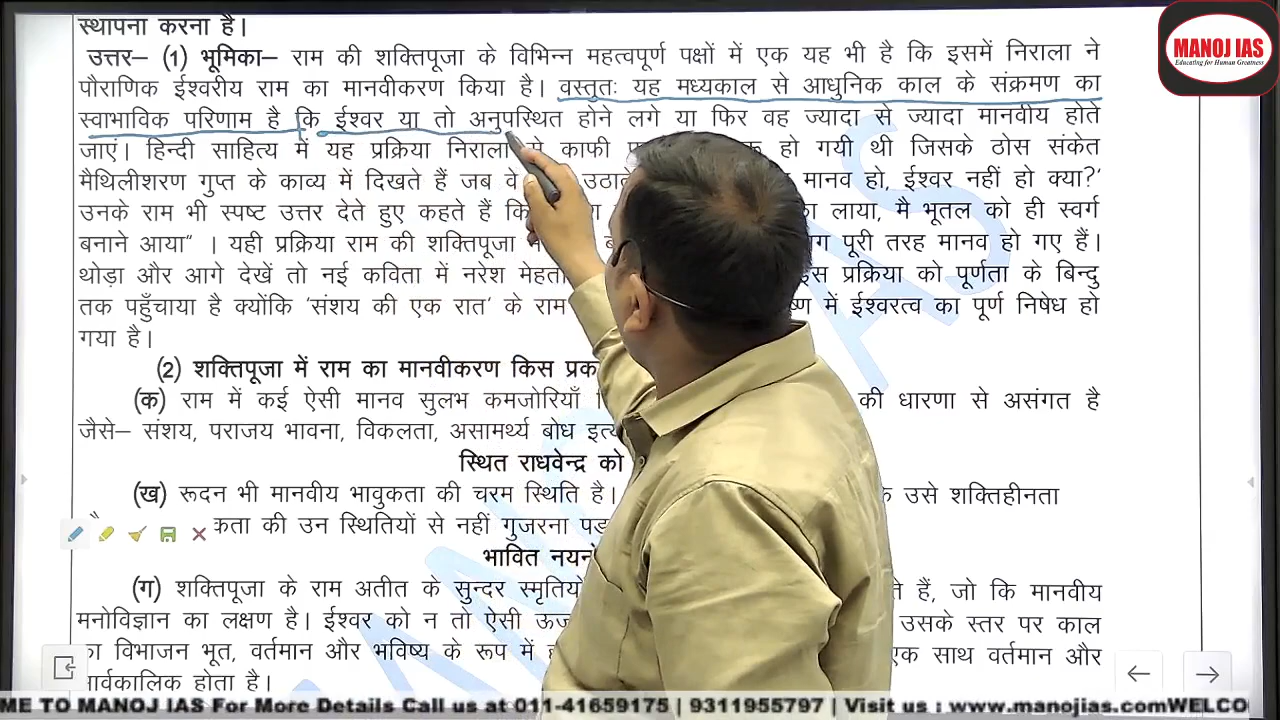 स्थापना करना है।
उत्तर– (1) भूमिका– राम की शक्तिपूजा के विभिन्न महत्वपूर्ण पक्षों में एक यह भी है कि इसमें निराला ने
पौराणिक ईश्वरीय राम का मानवीकरण किया है। वस्तुतः यह मध्यकाल से आधुनिक काल के संक्रमण का
स्वाभाविक परिणाम है कि ईश्वर या तो अनुपस्थित होने लगे या फिर वह ज्यादा से ज्यादा मानवीय होते
जाएं। हिन्दी साहित्य में यह प्रक्रिया निराला से काफी हो गयी थी जिसके ठोस संकेत
मैथिलीशरण गुप्त के काव्य में दिखते हैं जब वे मानव हो, ईश्वर नहीं हो क्या?'
उनके राम भी स्पष्ट उत्तर देते हुए कहते हैं कि लाया, मै भूतल को ही स्वर्ग
बनाने आया" । यही प्रक्रिया राम की शक्तिपूजा पूरी तरह मानव हो गए हैं।
थोड़ा और आगे देखें तो नई कविता में नरेश मेहता इस प्रक्रिया को पूर्णता के बिन्दु
तक पहुँचाया है क्योंकि 'संशय की एक रात' के राम में ईश्वरत्व का पूर्ण निषेध हो
गया है।
(2) शक्तिपूजा में राम का मानवीकरण किस
(क) राम में कई ऐसी मानव सुलभ कमजोरियाँ की धारणा से असंगत है
जैसे– संशय, पराजय भावना, विकलता, असामर्थ्य बोध
स्थित राधवेन्द्र को
(ख) रूदन भी मानवीय भावुकता की चरम स्थिति है। उसे शक्तिहीनता
की उन स्थितियों से नहीं गुजरना
भावित
(ग) शक्तिपूजा के राम अतीत के सुन्दर हैं, जो कि मानवीय
मनोविज्ञान का लक्षण है। ईश्वर को न तो ऐसी उसके स्तर पर काल
का विभाजन भूत, वर्तमान और भविष्य के रूप में एक साथ वर्तमान और
सार्वकालिक होता है।
MANOJ IAS
Educating for Human Greatness
ME TO MANOJ IAS For More Details Call us at 011-41659175 | 9311955797 | Visit us : www.manojias.comWELCO